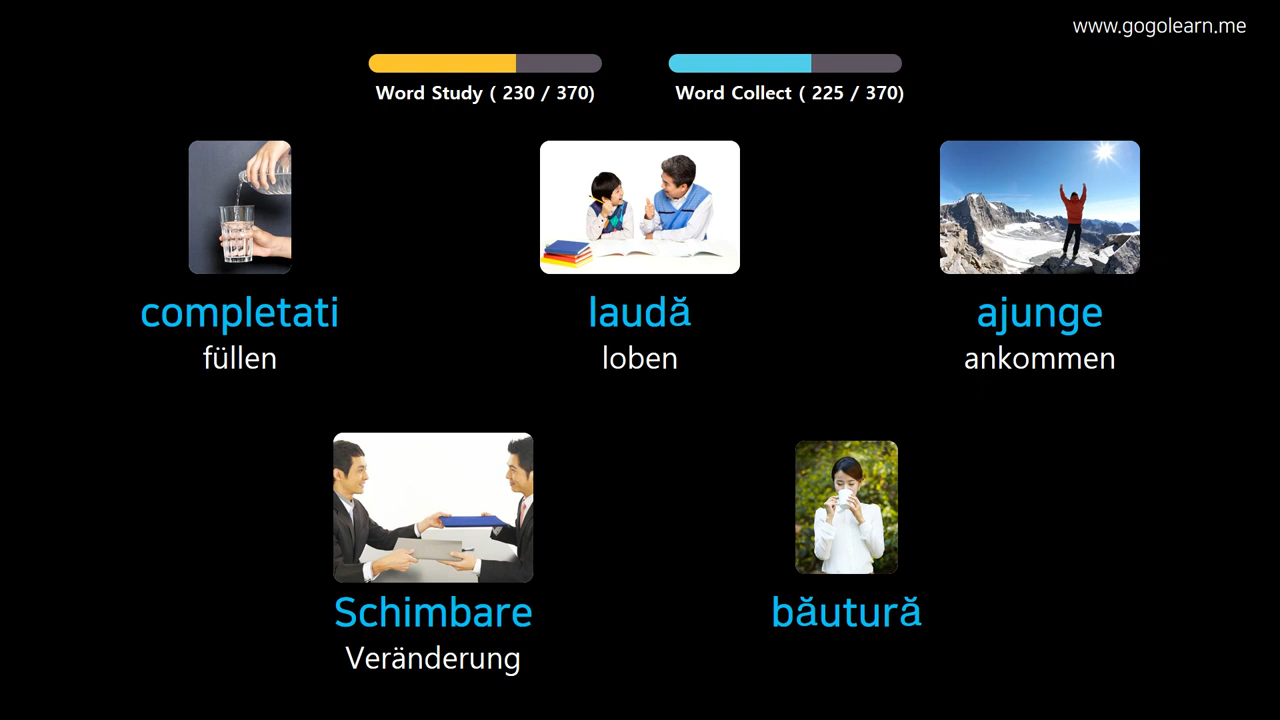 www.gogolearn.me
Word Study ( 230 / 370)
Word Collect ( 225 / 370)
completati
füllen
laudă
loben
ajunge
ankommen
Schimbare
Veränderung
băutură